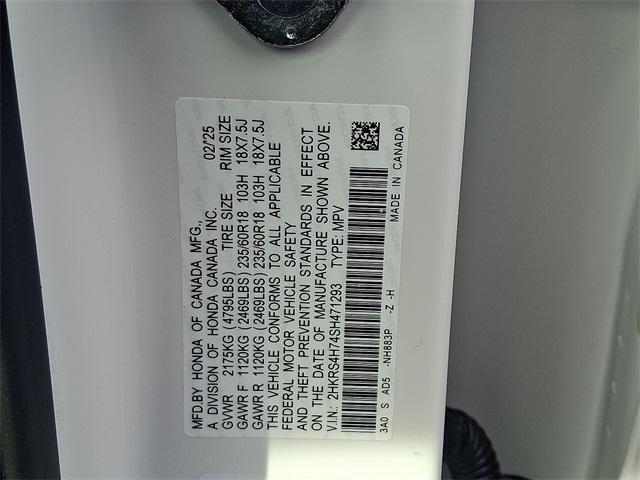 MFD.BY HONDA OF CANADA MFG.,
A DIVISION OF HONDA CANADA INC. 02/'25
GVWR 2175KG (4795LBS) TIRE SIZE RIM SIZE
GAWR F 1120KG (2469LBS) 235/60R18 103H 18X7.5J
GAWR R 1120KG (2469LBS) 235/60R18 103H 18X7.5J
THIS VEHICLE CONFORMS TO ALL APPLICABLE
FEDERAL MOTOR VEHICLE SAFETY
AND THEFT PREVENTION STANDARDS IN EFFECT
ON THE DATE OF MANUFACTURE SHOWN ABOVE.
V.I.N.: 2HKRS4H74SH471293 TYPE: MPV
3A0 S AD5 -NH883P -Z -H
MADE IN CANADA